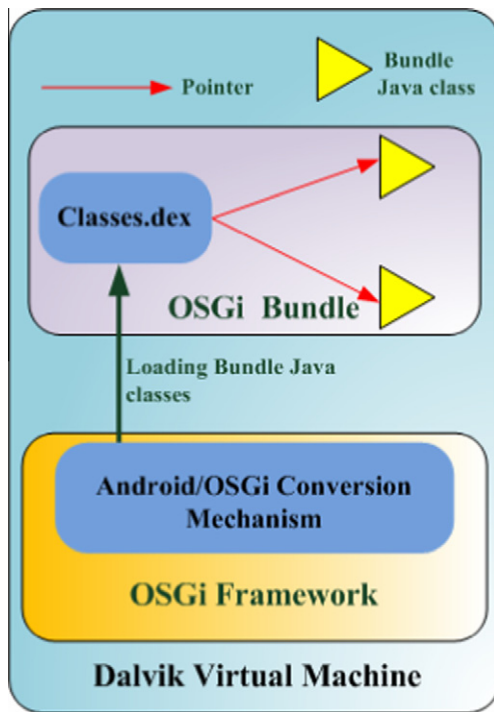 Pointer
Bundle
Java class
Classes.dex
OSGi Bundle
Loading Bundle Java
classes
Android/OSGi Conversion
Mechanism
OSGi Framework
Dalvik Virtual Machine